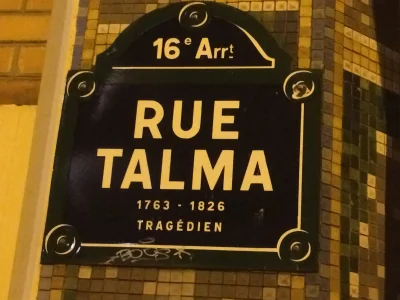 16e Arrt.
RUE
TALMA
1763 - 1826
TRAGÉDIEN